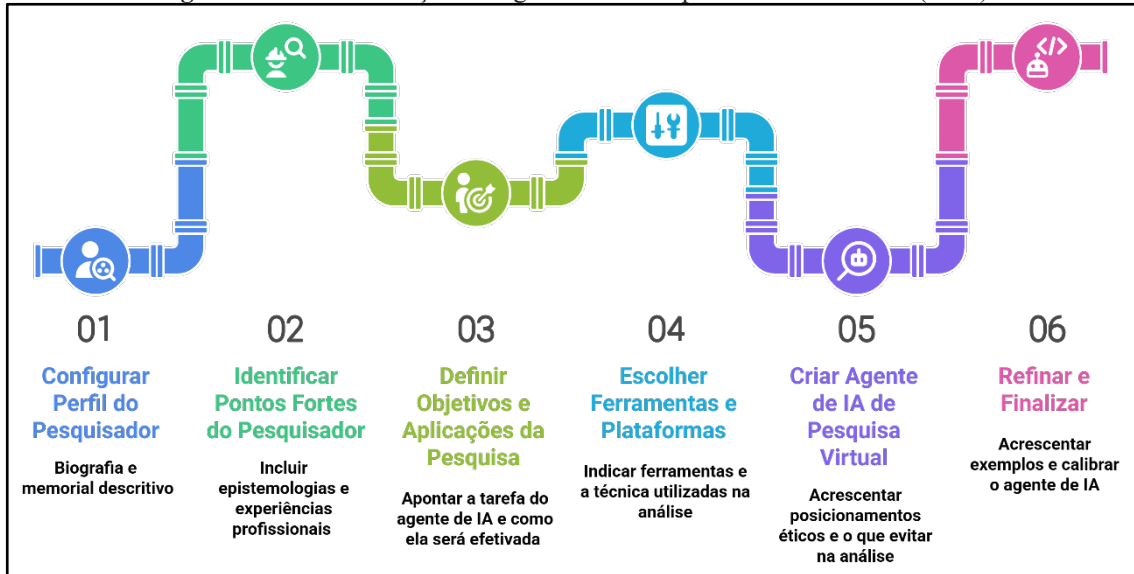 01
Configurar
Perfil do
Pesquisador
Biografia e
memorial descritivo
02
Identificar
Pontos Fortes
do Pesquisador
Incluir
epistemologias e
experiências
profissionais
03
Definir
Objetivos e
Aplicações da
Pesquisa
Apontar a tarefa do
agente de IA e como
ela será efetivada
04
Escolher
Ferramentas e
Plataformas
Indicar ferramentas e
a técnica utilizadas na
análise
05
Criar Agente
de IA de
Pesquisa
Virtual
Acrescentar
posicionamentos
éticos e o que evitar
na análise
06
Refinar e
Finalizar
Acrescentar
exemplos e calibrar
o agente de IA